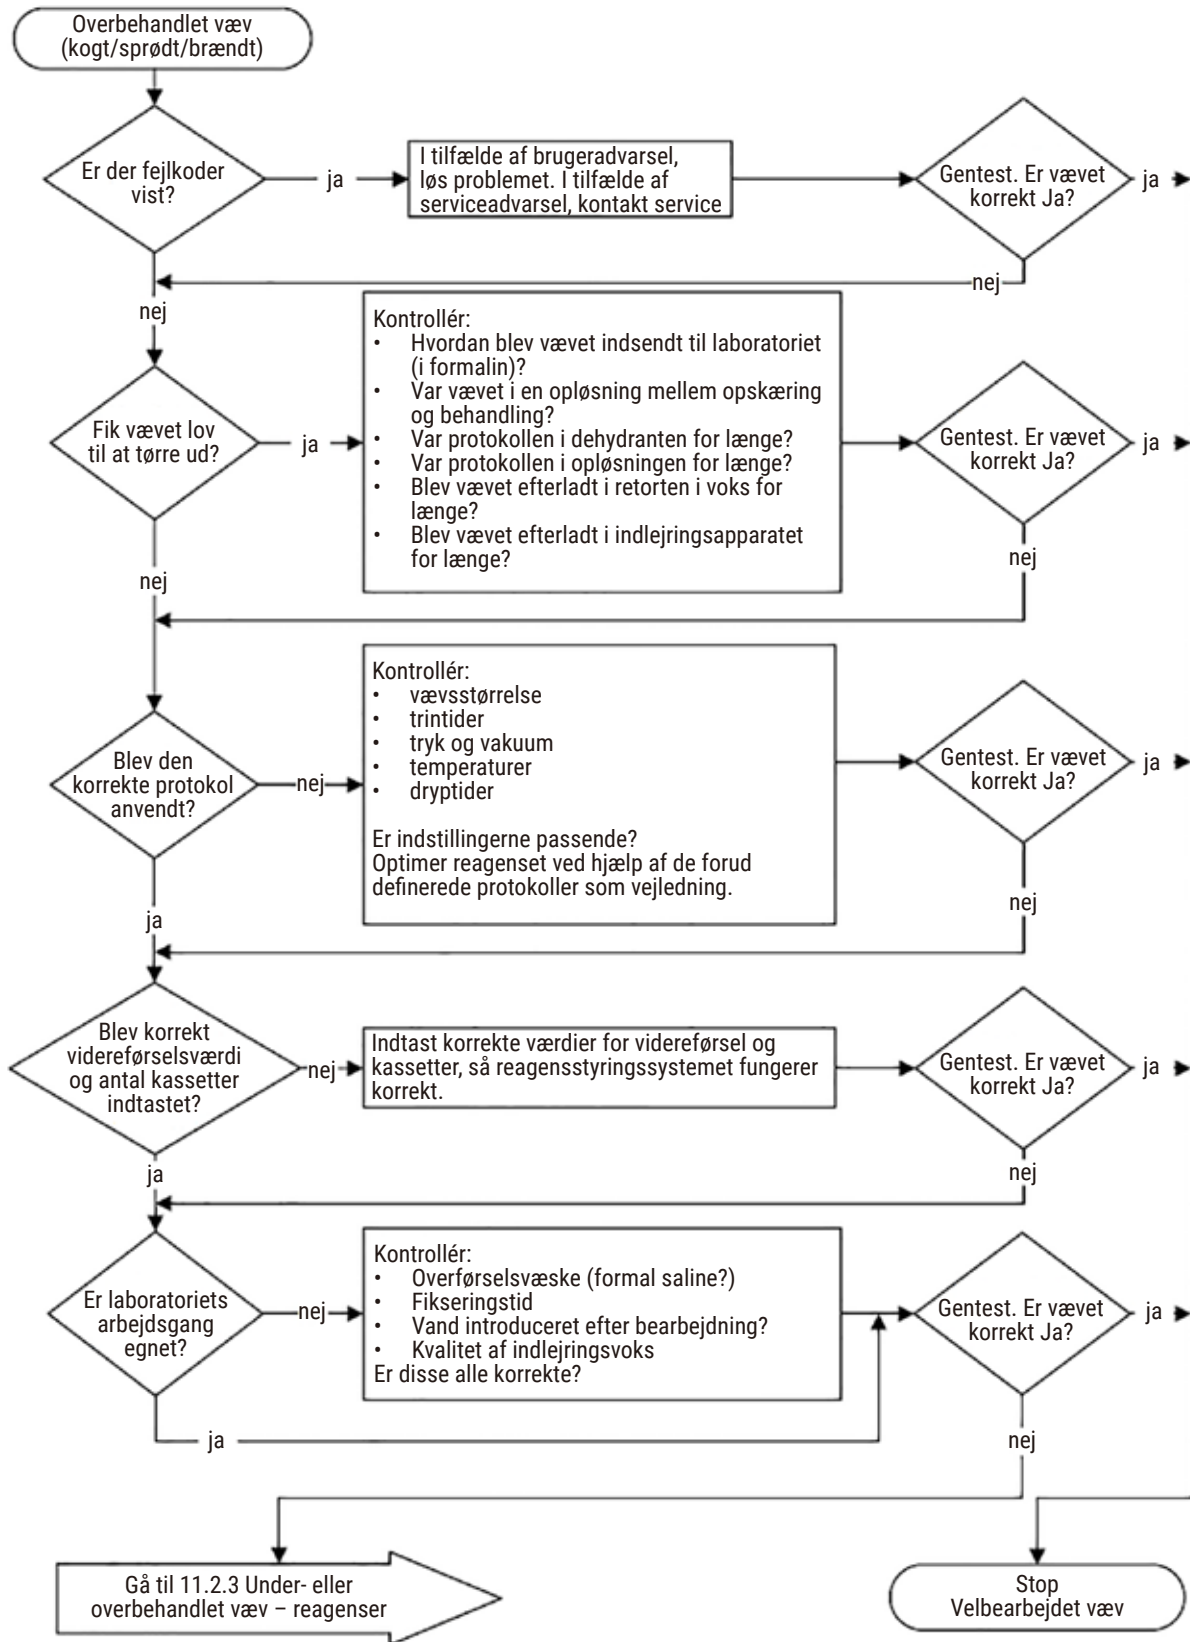 Overbehandlet væv
(kogt/sprødt/brændt)
Er der fejlkoder
vist?
ja
I tilfælde af brugeradvarsel,
løs problemet. I tilfælde af
serviceadvarsel, kontakt service
Gentest. Er vævet
korrekt Ja?
ja
nej
nej
Fik vævet lov
til at tørre ud?
ja
Kontrollér:
• Hvordan blev vævet indsendt til laboratoriet
(i formalin)?
• Var vævet i en opløsning mellem opskæring
og behandling?
• Var protokollen i dehydranten for længe?
• Var protokollen i opløsningen for længe?
• Blev vævet efterladt i retorten i voks for
længe?
• Blev vævet efterladt i indlejringsapparatet
for længe?
Gentest. Er vævet
korrekt Ja?
ja
nej
nej
Blev den
korrekte protokol
anvendt?
nej
Kontrollér:
• vævsstørrelse
• trintider
• tryk og vakuum
• temperaturer
• dryptider
Er indstillingerne passende?
Optimer reagenset ved hjælp af de forud
definerede protokoller som vejledning.
Gentest. Er vævet
korrekt Ja?
ja
nej
ja
Blev korrekt
videreførselsværdi
og antal kassetter
indtastet?
nej
Indtast korrekte værdier for videreførsel og
kassetter, så reagensstyringssystemet fungerer
korrekt.
Gentest. Er vævet
korrekt Ja?
ja
nej
ja
Er laboratoriets
arbejdsgang
egnet?
nej
Kontrollér:
• Overførselsvæske (formal saline?)
• Fikseringstid
• Vand introduceret efter bearbejdning?
• Kvalitet af indlejringsvoks
Er disse alle korrekte?
Gentest. Er vævet
korrekt Ja?
ja
ja
nej
Gå til 11.2.3 Under- eller
overbehandlet væv – reagenser
Stop
Velbearbejdet væv